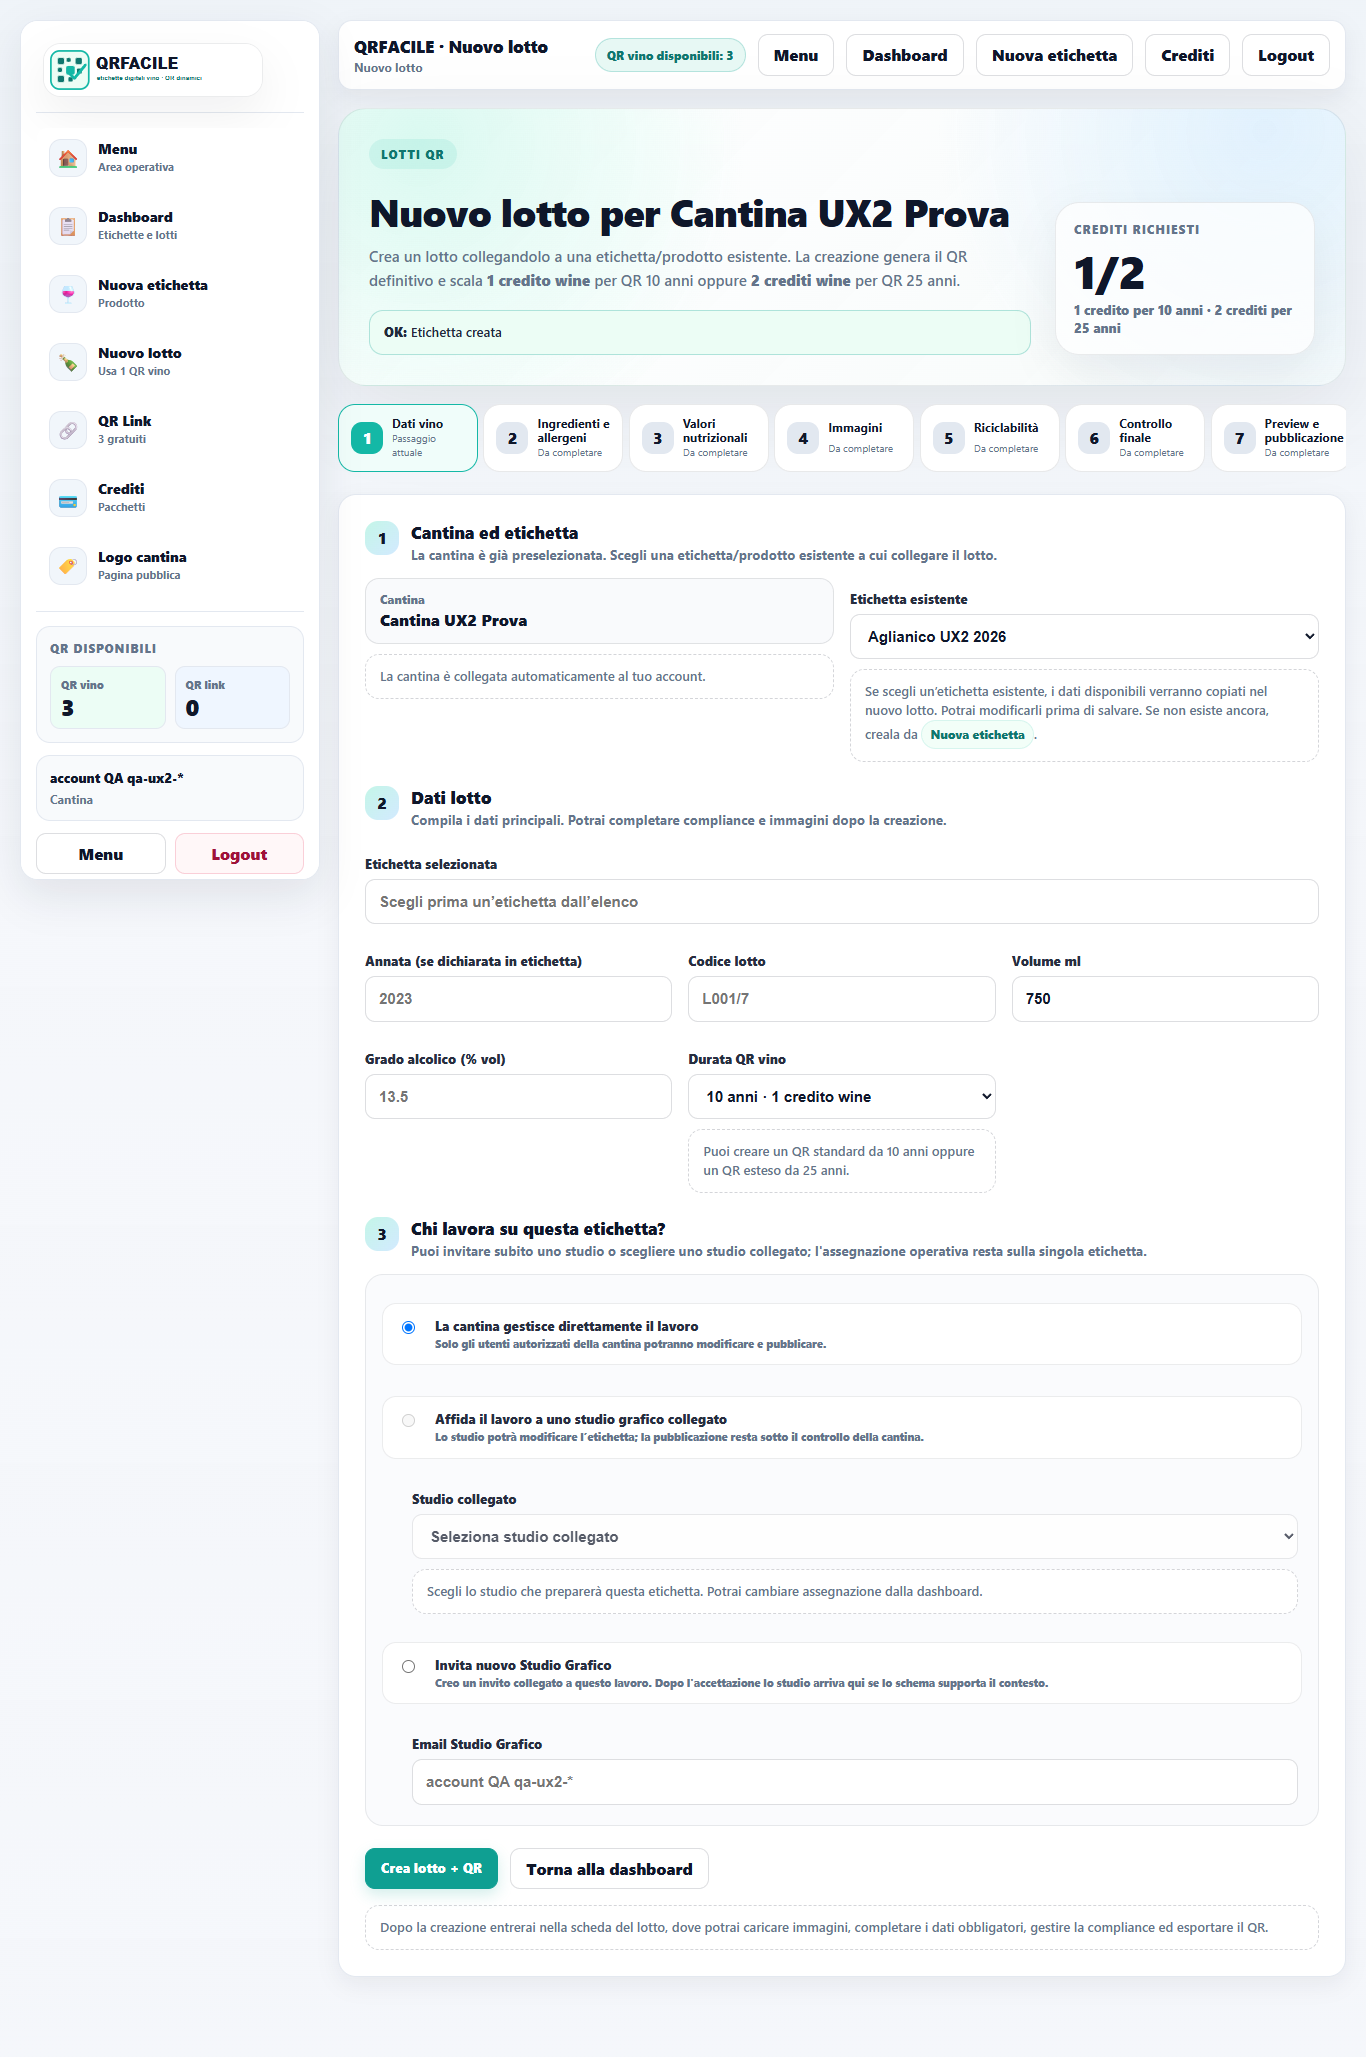 QRFACILE
etichette digitali vino · QR dinamici
Menu
Area operativa
Dashboard
Etichette e lotti
Nuova etichetta
Prodotto
Nuovo lotto
Usa 1 QR vino
QR Link
3 gratuiti
Crediti
Pacchetti
Logo cantina
Pagina pubblica
QR DISPONIBILI
QR vino
3
QR link
0
account QA qa-ux2-*
Cantina
Menu
Logout
QRFACILE · Nuovo lotto
Nuovo lotto
QR vino disponibili: 3
Menu
Dashboard
Nuova etichetta
Crediti
Logout
LOTTI QR
Nuovo lotto per Cantina UX2 Prova
Crea un lotto collegandolo a una etichetta/prodotto esistente. La creazione genera il QR
definitivo e scala 1 credito wine per QR 10 anni oppure 2 crediti wine per QR 25 anni.
OK: Etichetta creata
CREDITI RICHIESTI
1/2
1 credito per 10 anni · 2 crediti per
25 anni
1
Dati vino
Passaggio
attuale
2
Ingredienti e
allergeni
Da completare
3
Valori
nutrizionali
Da completare
4
Immagini
Da completare
5
Riciclabilità
Da completare
6
Controllo
finale
Da completare
7
Preview e
pubblicazione
Da completare
1
Cantina ed etichetta
La cantina è già preselezionata. Scegli una etichetta/prodotto esistente a cui collegare il lotto.
Cantina
Cantina UX2 Prova
La cantina è collegata automaticamente al tuo account.
Etichetta esistente
Aglianico UX2 2026
Se scegli un'etichetta esistente, i dati disponibili verranno copiati nel
nuovo lotto. Potrai modificarli prima di salvare. Se non esiste ancora,
creala da Nuova etichetta.
2
Dati lotto
Compila i dati principali. Potrai completare compliance e immagini dopo la creazione.
Etichetta selezionata
Scegli prima un'etichetta dall'elenco
Annata (se dichiarata in etichetta)
2023
Codice lotto
L001/7
Volume ml
750
Grado alcolico (% vol)
13.5
Durata QR vino
10 anni · 1 credito wine
Puoi creare un QR standard da 10 anni oppure
un QR esteso da 25 anni.
3
Chi lavora su questa etichetta?
Puoi invitare subito uno studio o scegliere uno studio collegato; l'assegnazione operativa resta sulla singola etichetta.
La cantina gestisce direttamente il lavoro
Solo gli utenti autorizzati della cantina potranno modificare e pubblicare.
Affida il lavoro a uno studio grafico collegato
Lo studio potrà modificare l'etichetta; la pubblicazione resta sotto il controllo della cantina.
Studio collegato
Seleziona studio collegato
Scegli lo studio che preparerà questa etichetta. Potrai cambiare assegnazione dalla dashboard.
Invita nuovo Studio Grafico
Creo un invito collegato a questo lavoro. Dopo l'accettazione lo studio arriva qui se lo schema supporta il contesto.
Email Studio Grafico
account QA qa-ux2-*
Crea lotto + QR
Torna alla dashboard
Dopo la creazione entrerai nella scheda del lotto, dove potrai caricare immagini, completare i dati obbligatori, gestire la compliance ed esportare il QR.